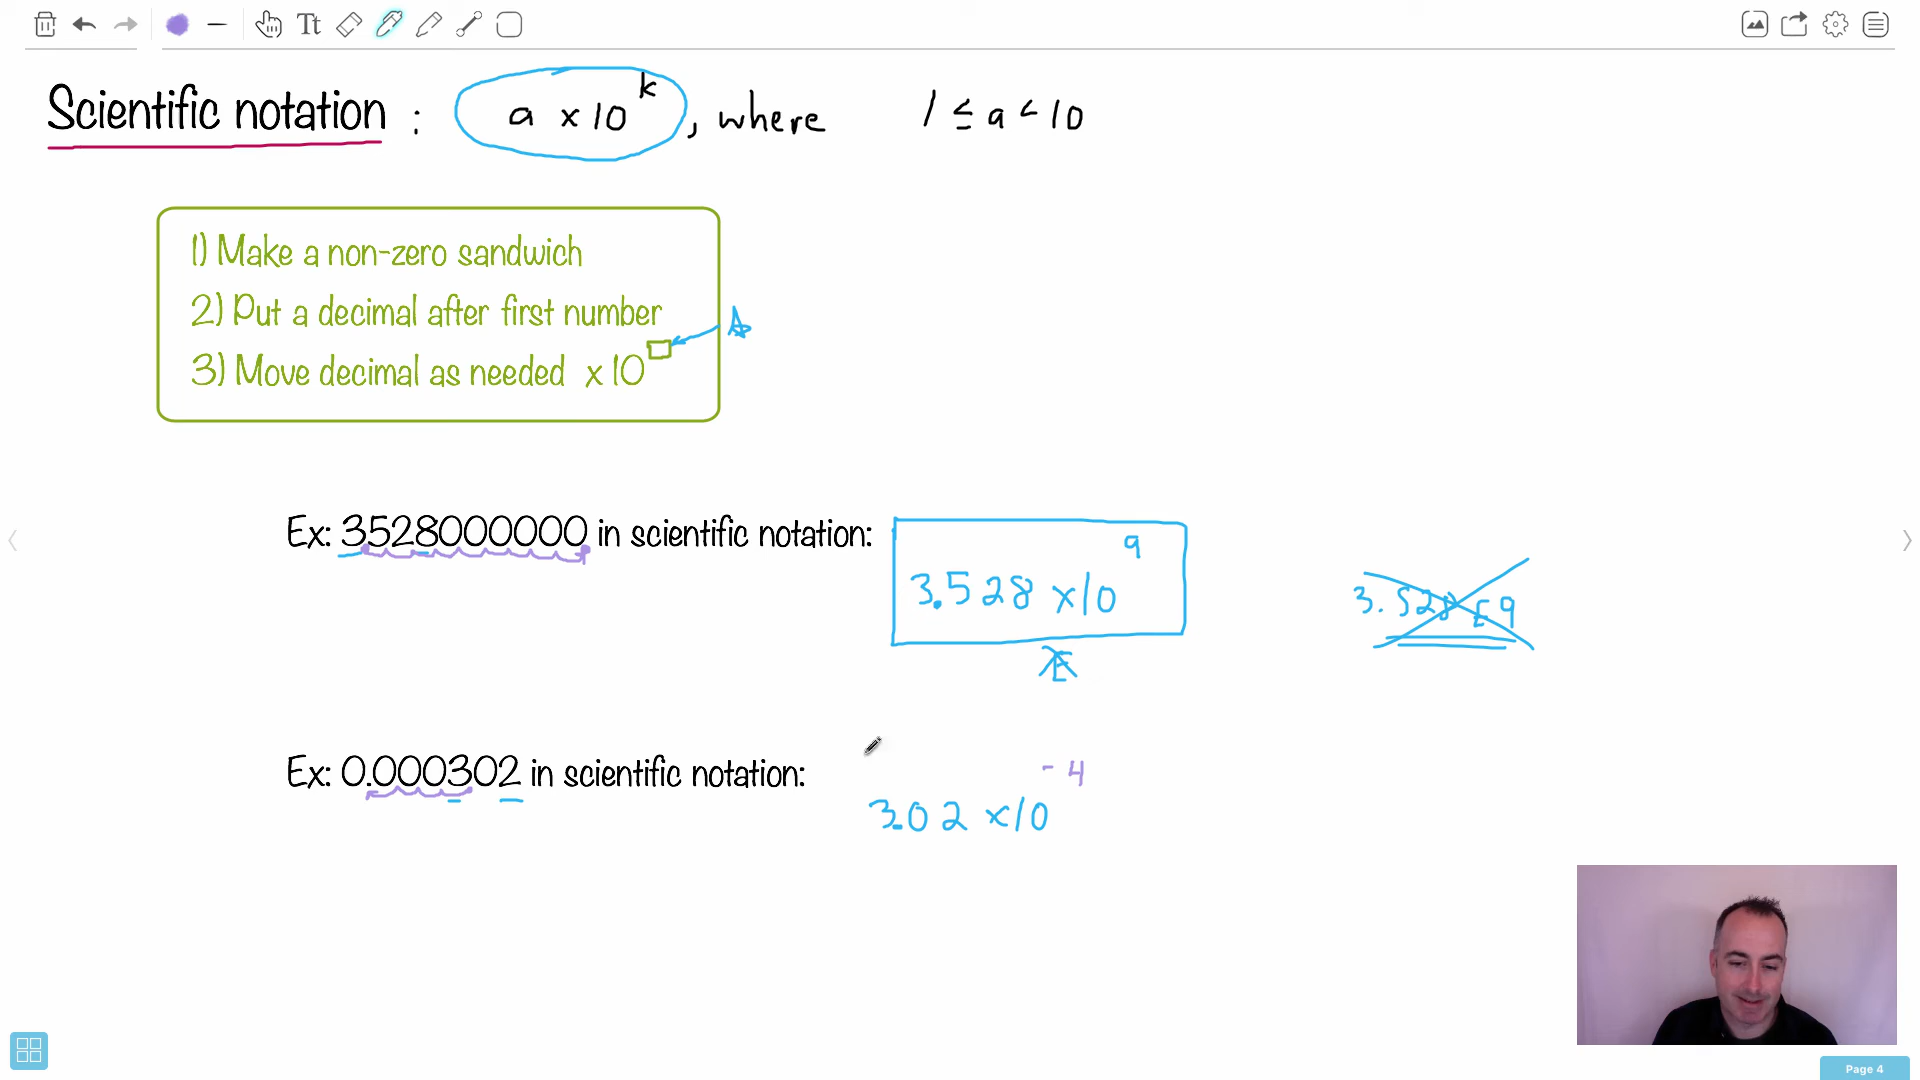 Tt
Scientific notation : a x 10^k, where 1 ≤ a < 10
1) Make a non-zero sandwich
2) Put a decimal after first number
3) Move decimal as needed x 10
Ex: 3528000000 in scientific notation:
3.528 x 10^9
3.528 E9
E
Ex: 0.000302 in scientific notation:
3.02 x 10^-4
Page 4